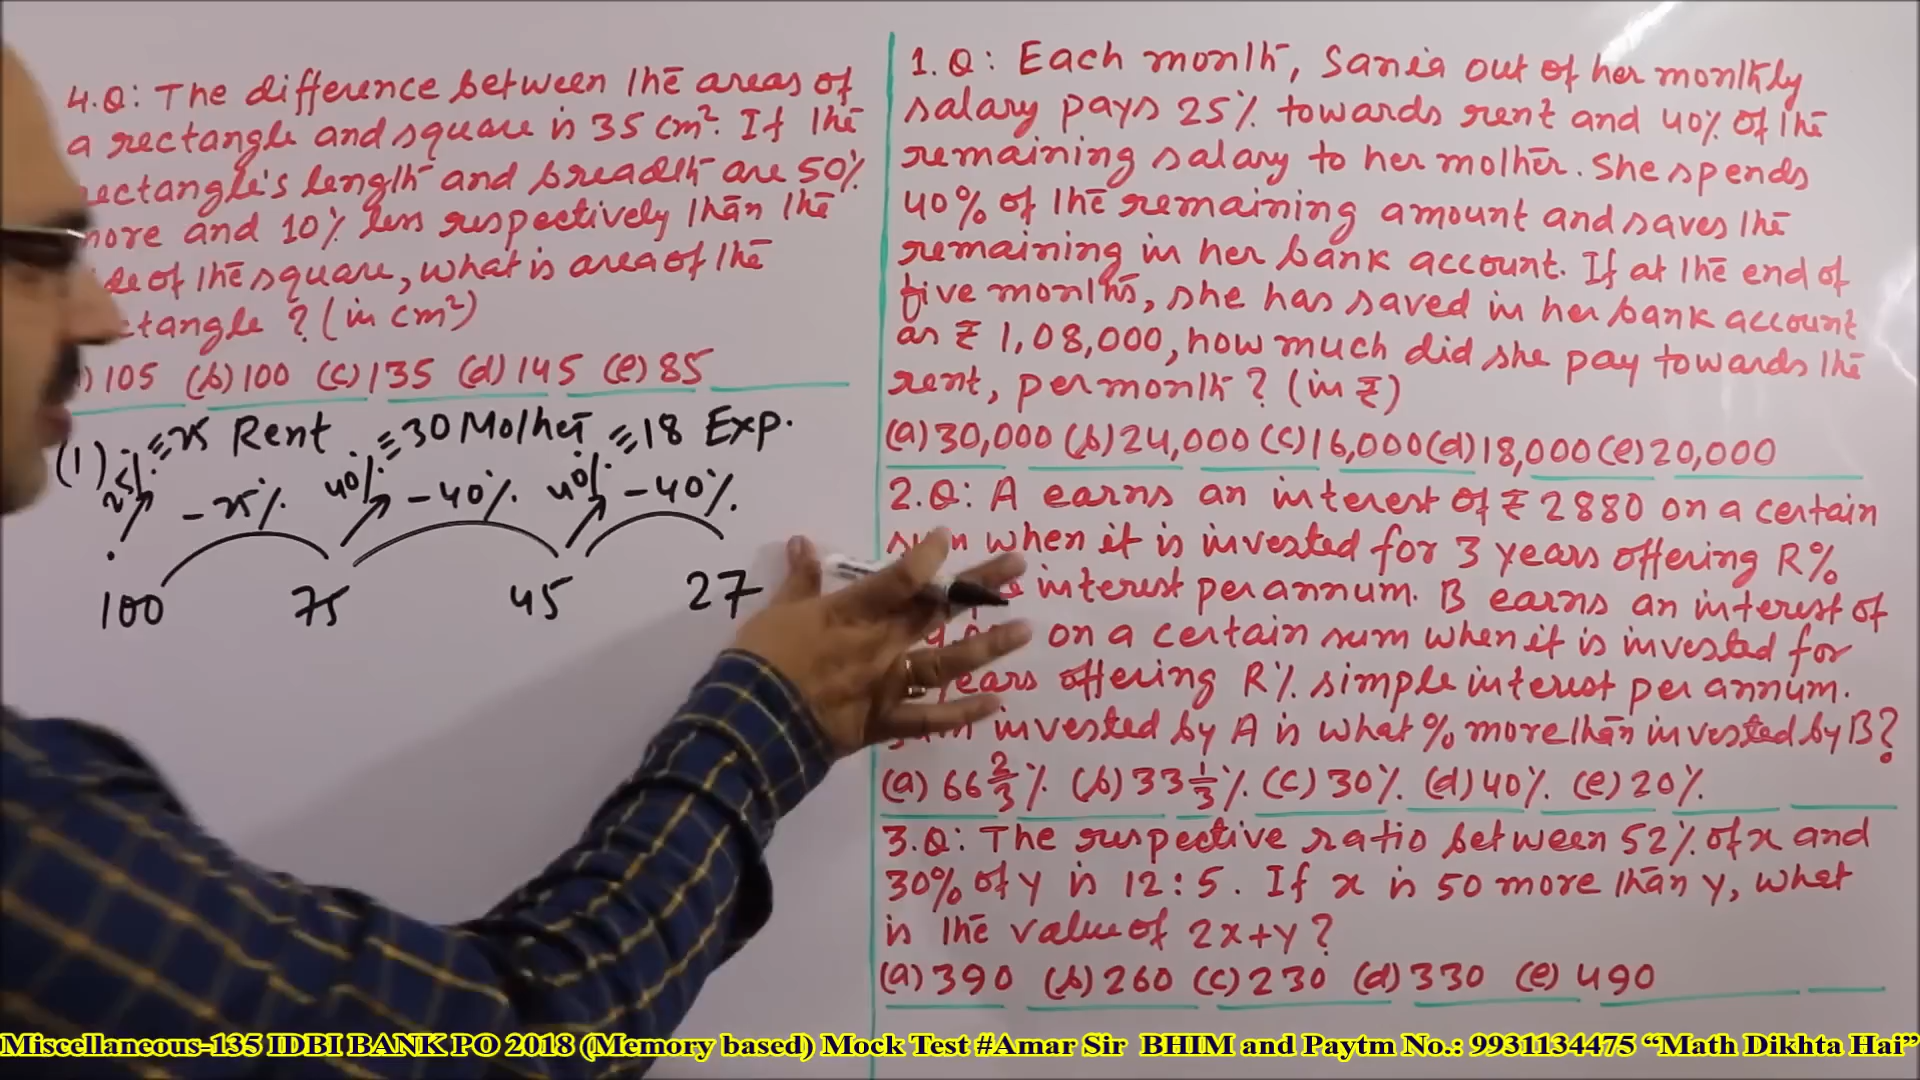 4.Q: The difference between the areas of
a rectangle and square is 35 cm². If the
rectangle's length and breadth are 50%
more and 10% less respectively than the
of the square, what is area of the
? (in cm²)
105 (b) 100 (c) 135 (d) 145 (e) 85
(1) 25% = 25 Rent 40% = 30 Mother 40% = 18 Exp.
-25% -40% -40%
100 75 45 27
1.Q: Each month, Sania out of her monthly
salary pays 25% towards rent and 40% of the
remaining salary to her mother. She spends
40% of the remaining amount and saves the
remaining in her bank account. If at the end of
five months, she has saved in her bank account
as ₹ 1,08,000, how much did she pay towards the
rent, per month? (in ₹)
(a) 30,000 (b) 24,000 (c) 16,000 (d) 18,000 (e) 20,000
2.Q: A earns an interest of ₹ 2880 on a certain
when it is invested for 3 years offering R%
interest per annum. B earns an interest of
on a certain sum when it is invested for
years offering R% simple interest per annum.
invested by A is what % more than invested by B?
(a) 66 2/3% (b) 33 1/3% (c) 30% (d) 40% (e) 20%
3.Q: The respective ratio between 52% of x and
30% of y is 12:5. If x is 50 more than y, what
is the value of 2x+y?
(a) 390 (b) 260 (c) 230 (d) 330 (e) 490
Miscellaneous-135 IDBI BANK PO 2018 (Memory based) Mock Test #Amar Sir BHIM and Paytm No.: 9931134475 “Math Dikhta Hai”